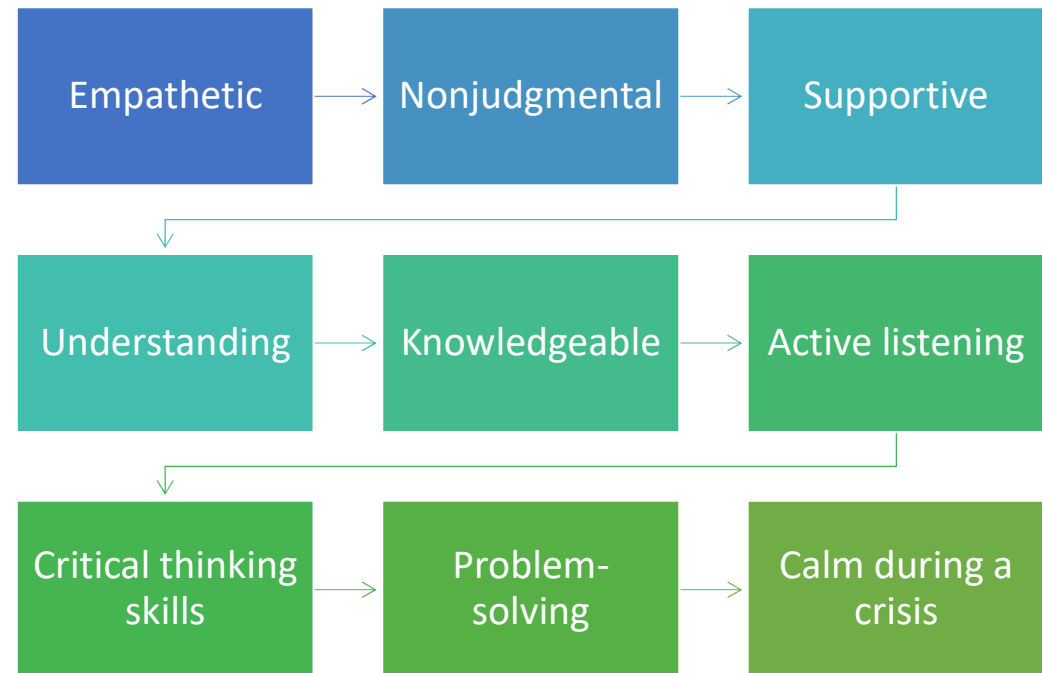 Empathetic
Nonjudgmental
Supportive
Understanding
Knowledgeable
Active listening
Critical thinking
skills
Problem-
solving
Calm during a
crisis